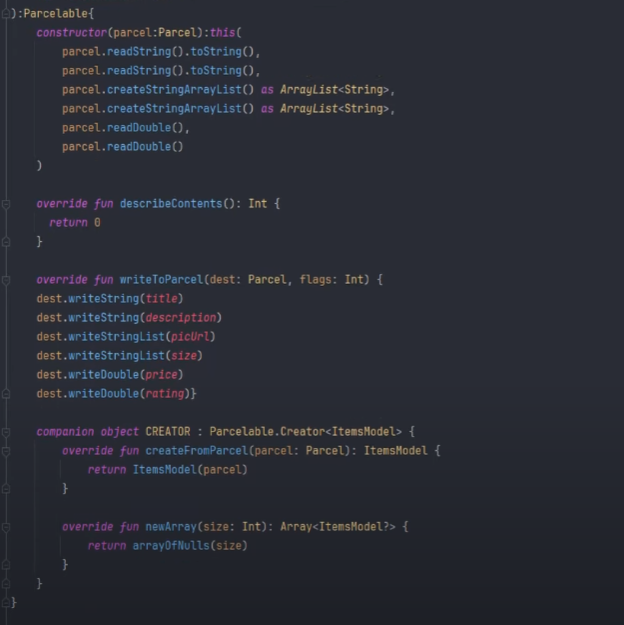 ):Parcelable{
constructor(parcel:Parcel):this(
parcel.readString().toString(),
parcel.readString().toString(),
parcel.createStringArrayList() as ArrayList<String>,
parcel.createStringArrayList() as ArrayList<String>,
parcel.readDouble(),
parcel.readDouble()
)
override fun describeContents(): Int {
return 0
}
override fun writeToParcel(dest: Parcel, flags: Int) {
dest.writeString(title)
dest.writeString(description)
dest.writeStringList(picUrl)
dest.writeStringList(size)
dest.writeDouble(price)
dest.writeDouble(rating)}
companion object CREATOR : Parcelable.Creator<ItemsModel> {
override fun createFromParcel(parcel: Parcel): ItemsModel {
return ItemsModel(parcel)
}
override fun newArray(size: Int): Array<ItemsModel?> {
return arrayOfNulls(size)
}
}
}